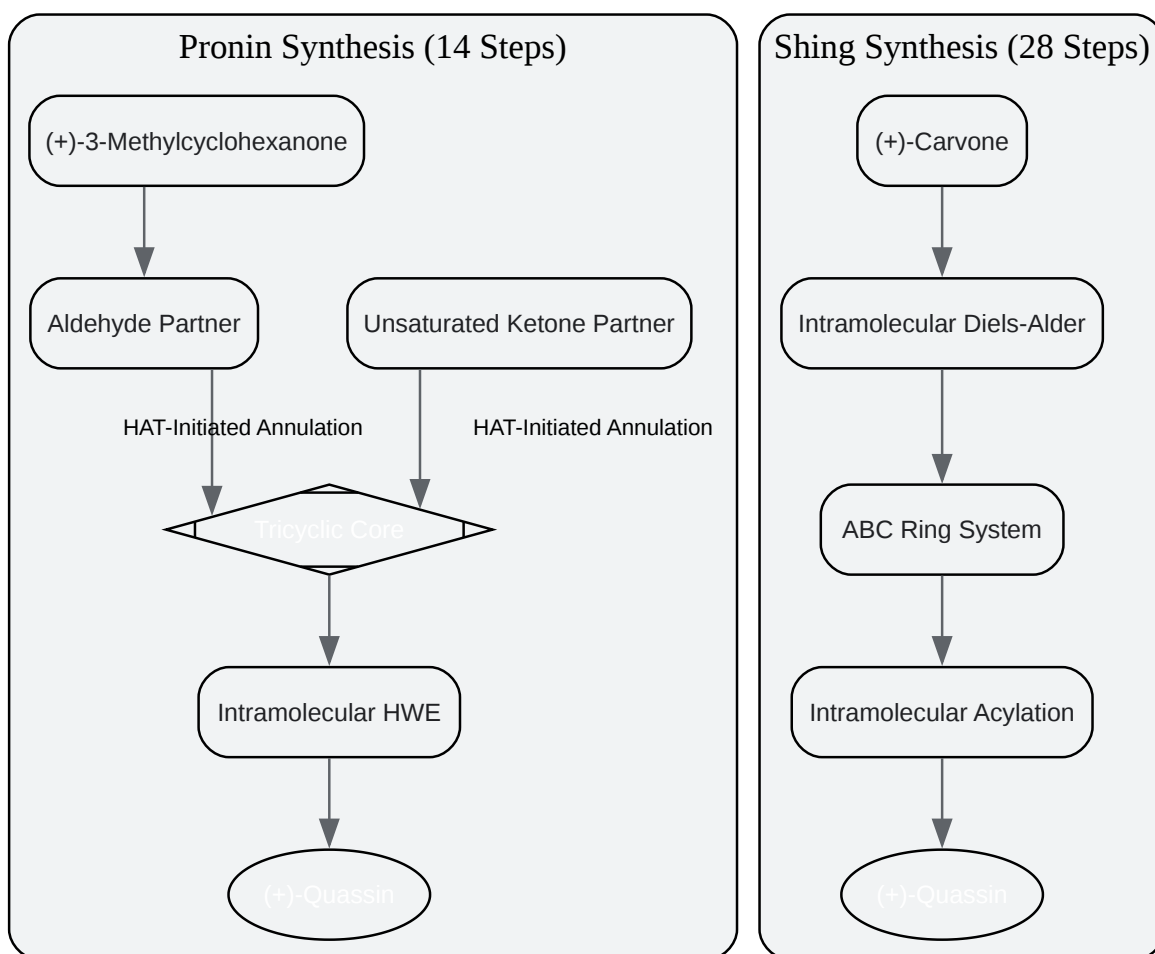 Pronin Synthesis (14 Steps)
(+)-3-Methylcyclohexanone
Aldehyde Partner
Unsaturated Ketone Partner
HAT-Initiated Annulation
HAT-Initiated Annulation
Tricyclic Core
Intramolecular HWE
(+)-Quassin
Shing Synthesis (28 Steps)
(+)-Carvone
Intramolecular Diels-Alder
ABC Ring System
Intramolecular Acylation
(+)-Quassin